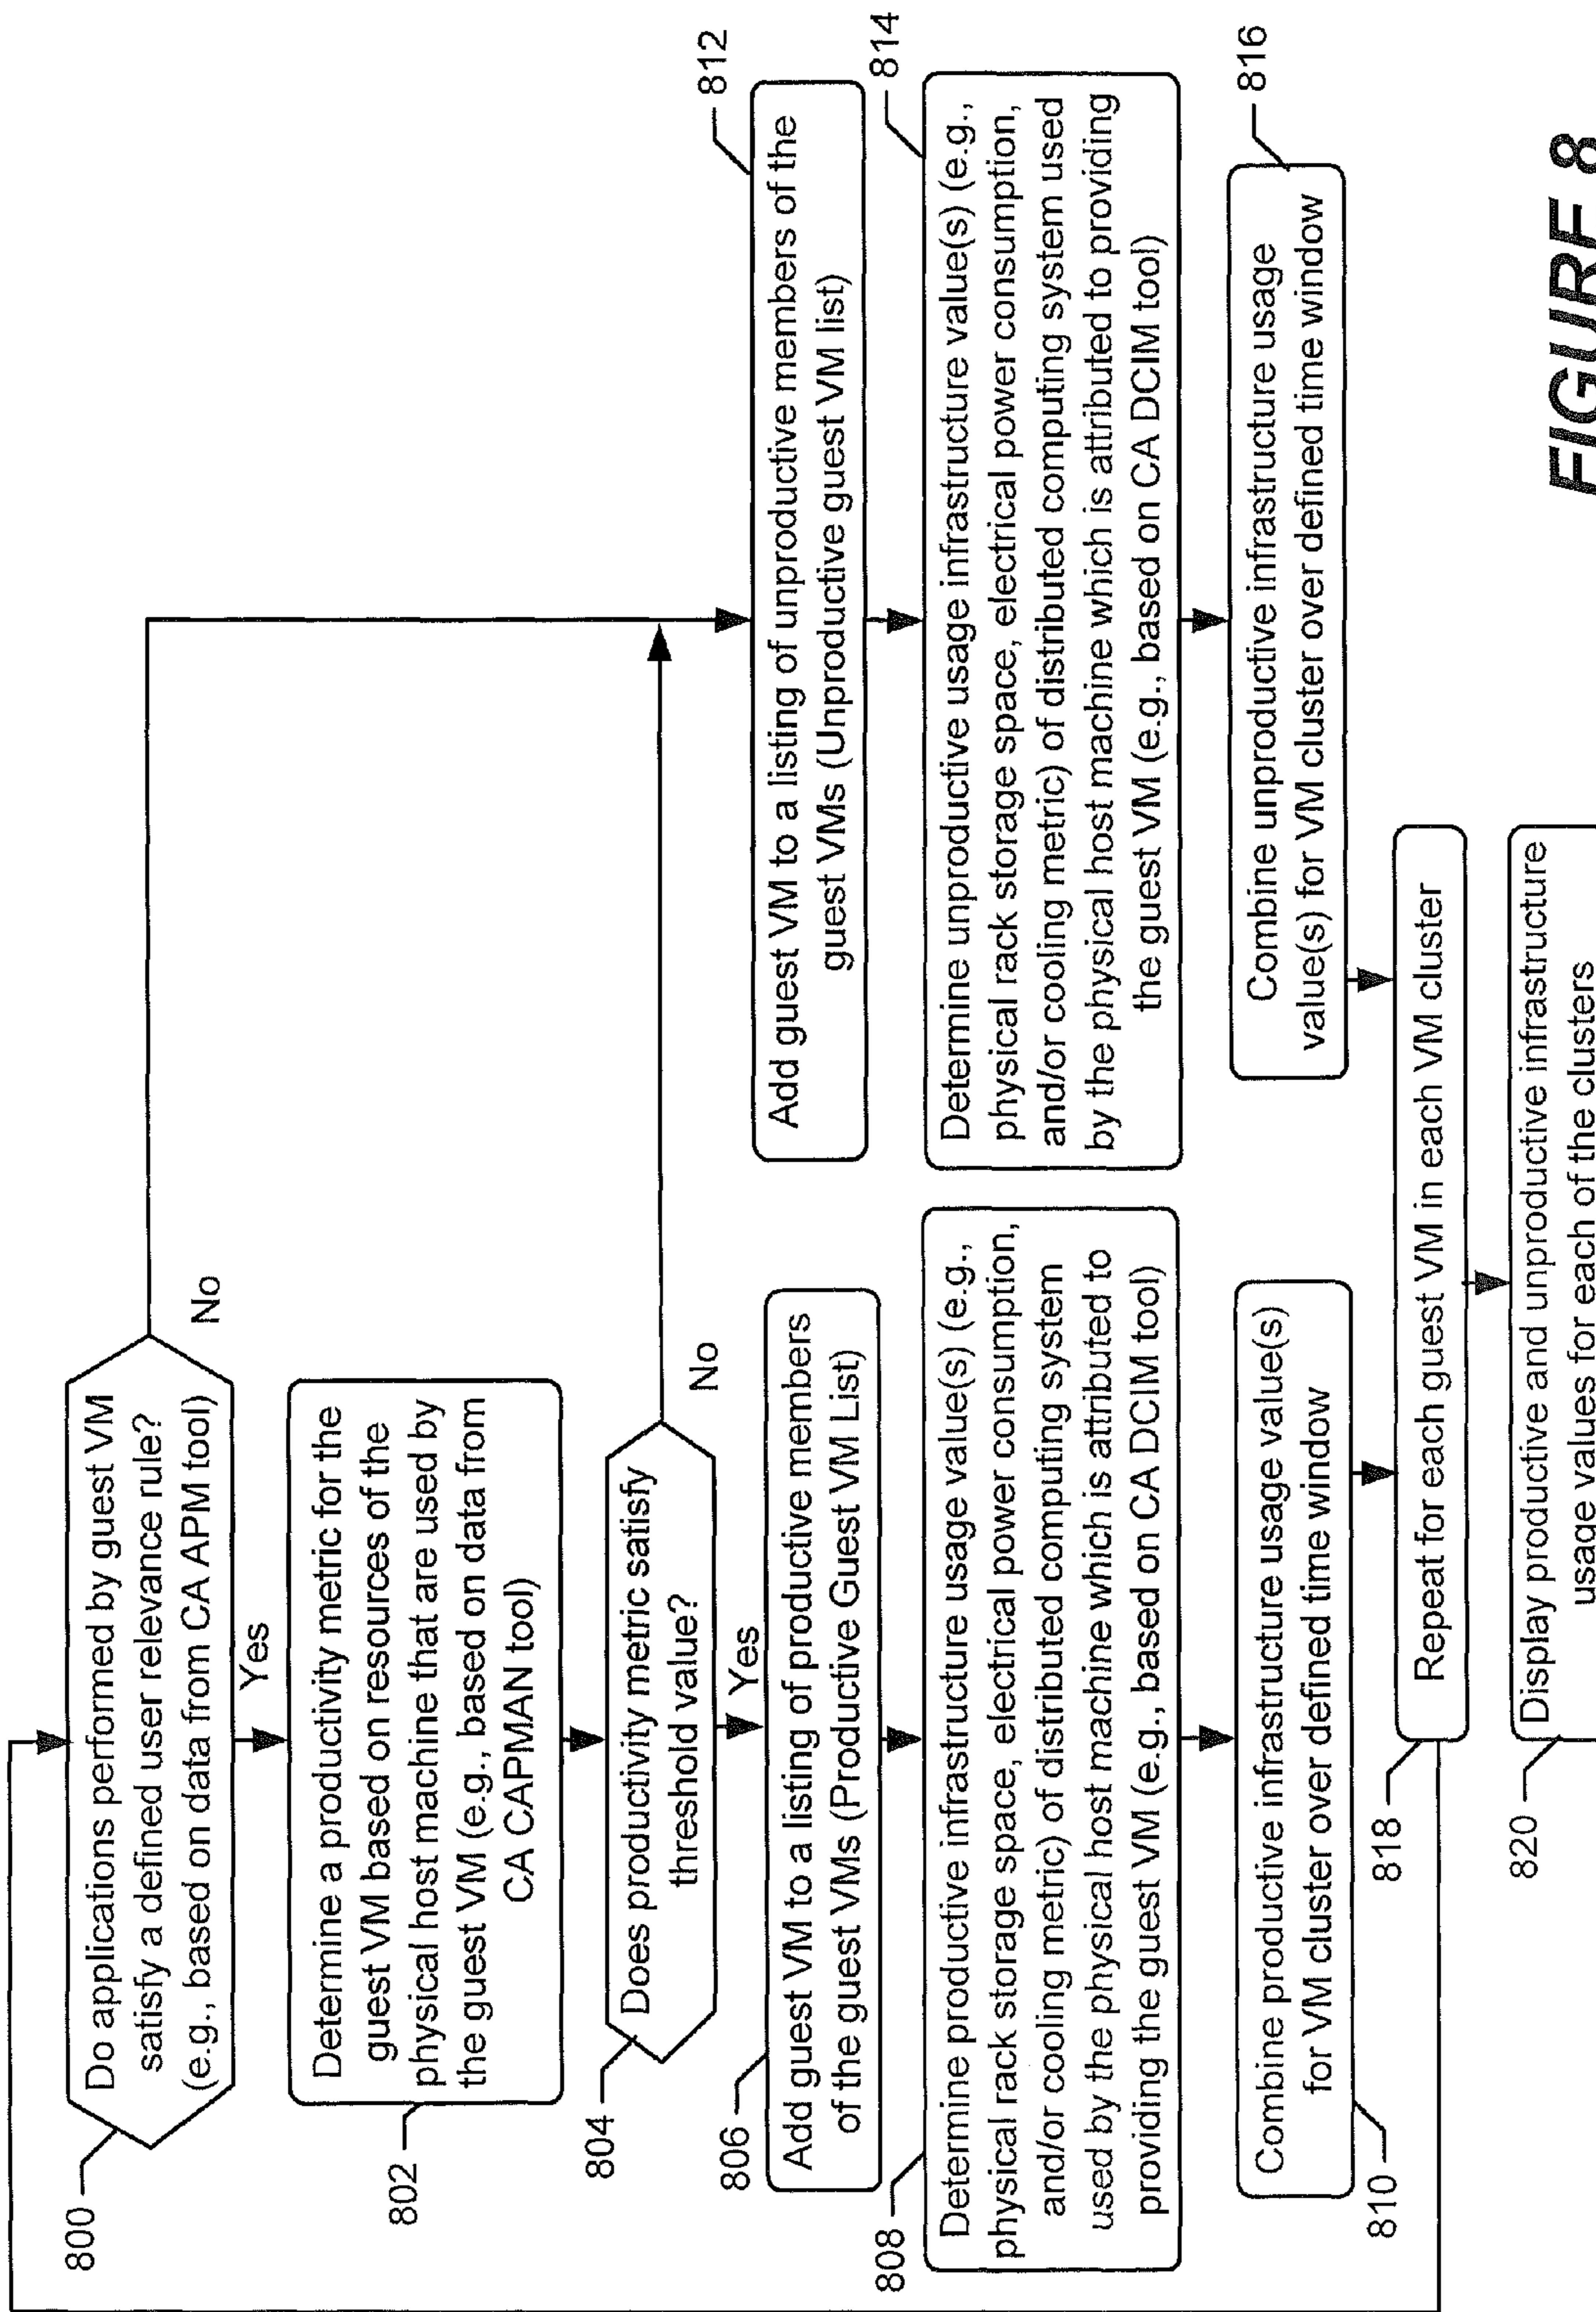 800
Do applications performed by guest VM
satisfy a defined user relevance rule?
(e.g., based on data from CA APM tool)
No
Yes
802
Determine a productivity metric for the
guest VM based on resources of the
physical host machine that are used by
the guest VM (e.g., based on data from
CA CAPMAN tool)
804
Does productivity metric satisfy
threshold value?
No
Yes
806
Add guest VM to a listing of productive members
of the guest VMs (Productive Guest VM List)
808
Determine productive infrastructure usage value(s) (e.g.,
physical rack storage space, electrical power consumption,
and/or cooling metric) of distributed computing system
used by the physical host machine which is attributed to
providing the guest VM (e.g., based on CA DCIM tool)
810
Combine productive infrastructure usage value(s)
for VM cluster over defined time window
812
Add guest VM to a listing of unproductive members of the
guest VMs (Unproductive guest VM list)
814
Determine unproductive usage infrastructure value(s) (e.g.,
physical rack storage space, electrical power consumption,
and/or cooling metric) of distributed computing system used
by the physical host machine which is attributed to providing
the guest VM (e.g., based on CA DCIM tool)
816
Combine unproductive infrastructure usage
value(s) for VM cluster over defined time window
818
Repeat for each guest VM in each VM cluster
820
Display productive and unproductive infrastructure
usage values for each of the clusters
FIGURE 8